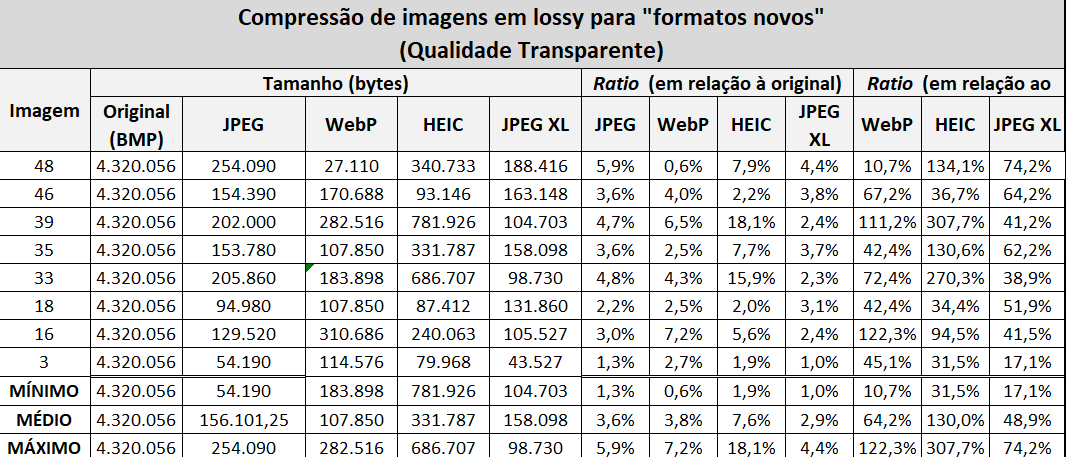 Compressão de imagens em lossy para "formatos novos"
(Qualidade Transparente)
Imagem Tamanho (bytes) Ratio (em relação à original) Ratio (em relação ao
Original (BMP) JPEG WebP HEIC JPEG XL JPEG WebP HEIC JPEG XL WebP HEIC JPEG XL
48 4.320.056 254.090 27.110 340.733 188.416 5,9% 0,6% 7,9% 4,4% 10,7% 134,1% 74,2%
46 4.320.056 154.390 170.688 93.146 163.148 3,6% 4,0% 2,2% 3,8% 67,2% 36,7% 64,2%
39 4.320.056 202.000 282.516 781.926 104.703 4,7% 6,5% 18,1% 2,4% 111,2% 307,7% 41,2%
35 4.320.056 153.780 107.850 331.787 158.098 3,6% 2,5% 7,7% 3,7% 42,4% 130,6% 62,2%
33 4.320.056 205.860 183.898 686.707 98.730 4,8% 4,3% 15,9% 2,3% 72,4% 270,3% 38,9%
18 4.320.056 94.980 107.850 87.412 131.860 2,2% 2,5% 2,0% 3,1% 42,4% 34,4% 51,9%
16 4.320.056 129.520 310.686 240.063 105.527 3,0% 7,2% 5,6% 2,4% 122,3% 94,5% 41,5%
3 4.320.056 54.190 114.576 79.968 43.527 1,3% 2,7% 1,9% 1,0% 45,1% 31,5% 17,1%
MÍNIMO 4.320.056 54.190 183.898 781.926 104.703 1,3% 0,6% 1,9% 1,0% 10,7% 31,5% 17,1%
MÉDIO 4.320.056 156.101,25 107.850 331.787 158.098 3,6% 3,8% 7,6% 2,9% 64,2% 130,0% 48,9%
MÁXIMO 4.320.056 254.090 282.516 686.707 98.730 5,9% 7,2% 18,1% 4,4% 122,3% 307,7% 74,2%